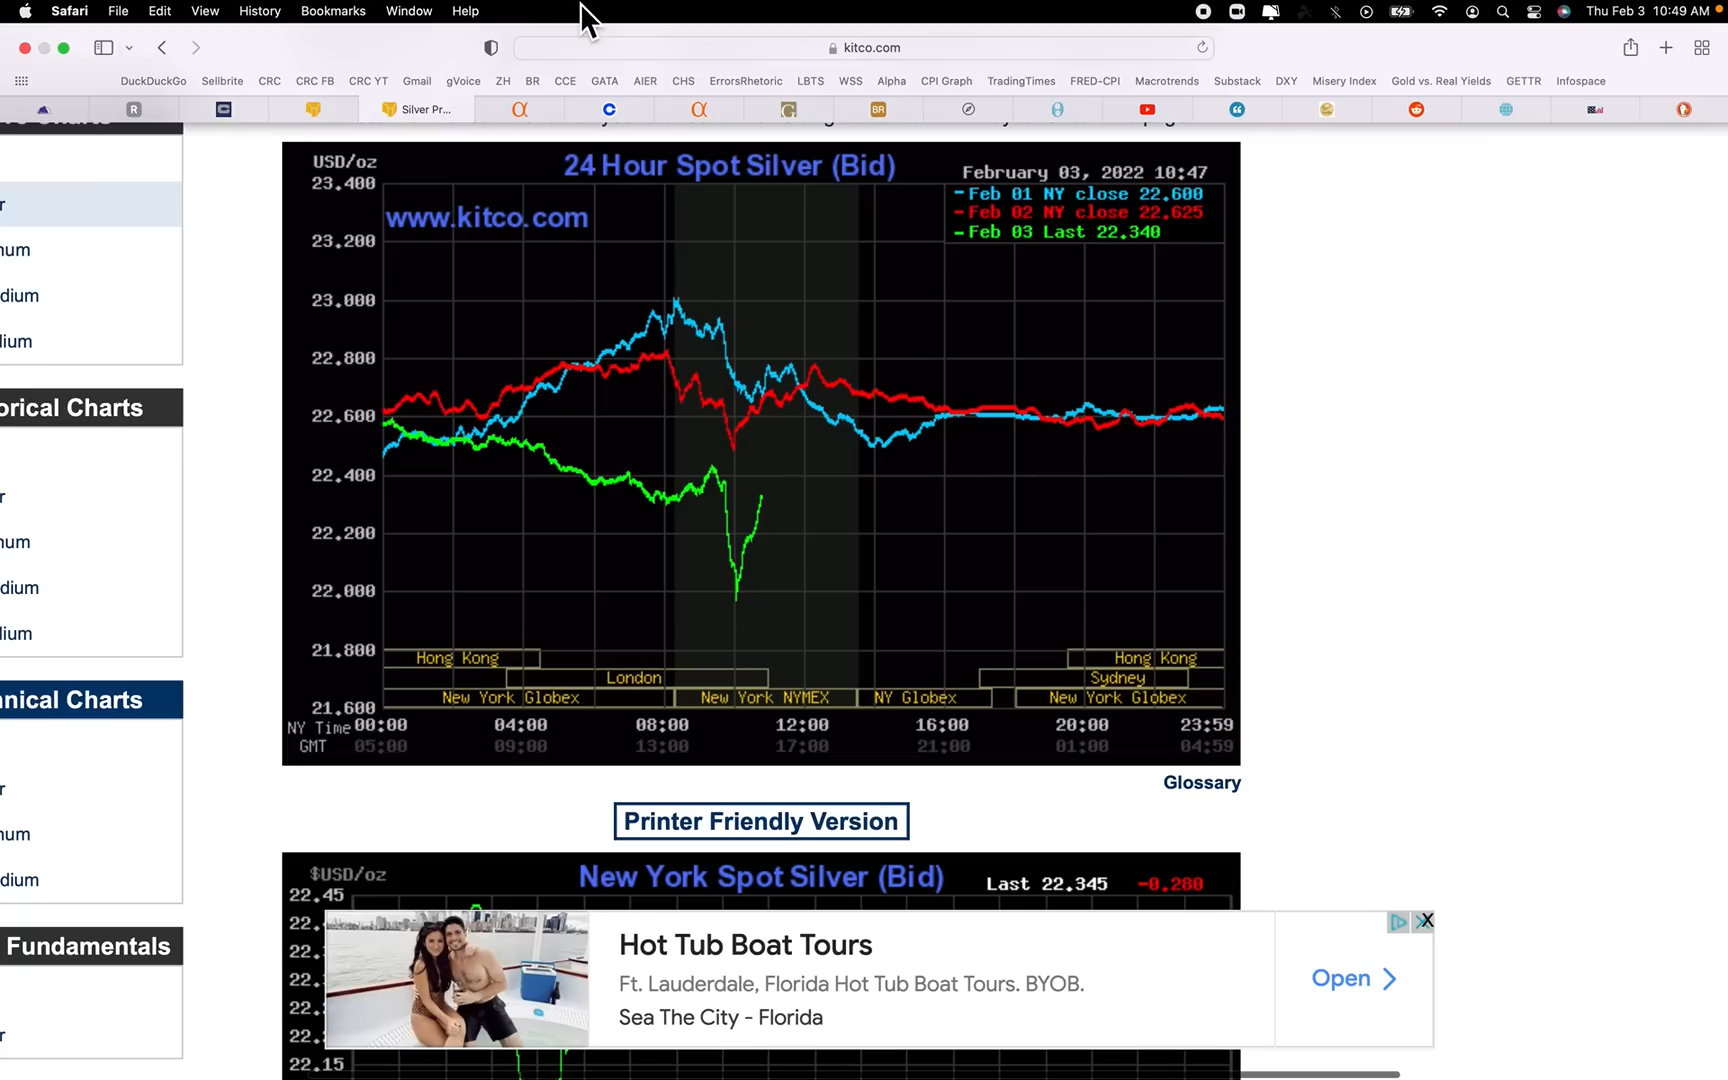 Safari File Edit View History Bookmarks Window Help Thu Feb 3 10:49 AM
kitco.com
DuckDuckGo Sellbrite CRC CRC FB CRC YT Gmail gVoice ZH BR CCE GATA AIER CHS ErrorsRhetoric LBTS WSS Alpha CPI Graph TradingTimes FRED-CPI Macrotrends Substack DXY Misery Index Gold vs. Real Yields GETTR Infospace
R Silver Pr... BR
USD/oz 24 Hour Spot Silver (Bid) February 03, 2022 10:47
23.400 Feb 01 NY close 22.600
www.kitco.com Feb 02 NY close 22.625
Feb 03 Last 22.340
23.200
23.000
22.800
22.600
22.400
22.200
22.000
21.800
Hong Kong Hong Kong
London Sydney
New York Globex New York NYMEX NY Globex New York Globex
21.600
NY Time 00:00 04:00 08:00 12:00 16:00 20:00 23:59
GMT 05:00 09:00 13:00 17:00 21:00 01:00 04:59
Glossary
Printer Friendly Version
$USD/oz New York Spot Silver (Bid) Last 22.345 -0.280
22.45
22.15
r
num
dium
lium
orical Charts
r
num
dium
lium
nnical Charts
r
num
dium
Fundamentals
r
Hot Tub Boat Tours
Ft. Lauderdale, Florida Hot Tub Boat Tours. BYOB.
Sea The City - Florida
Open
X